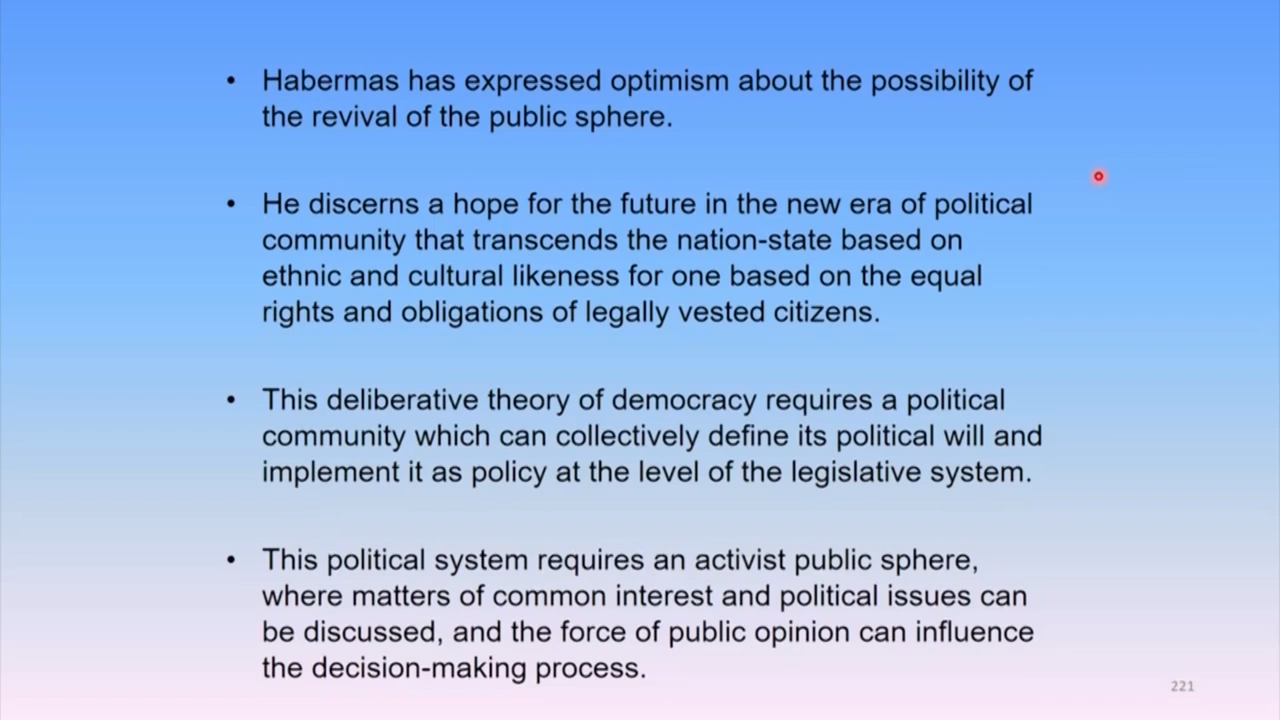 • Habermas has expressed optimism about the possibility of
the revival of the public sphere.
• He discerns a hope for the future in the new era of political
community that transcends the nation-state based on
ethnic and cultural likeness for one based on the equal
rights and obligations of legally vested citizens.
• This deliberative theory of democracy requires a political
community which can collectively define its political will and
implement it as policy at the level of the legislative system.
• This political system requires an activist public sphere,
where matters of common interest and political issues can
be discussed, and the force of public opinion can influence
the decision-making process.
221